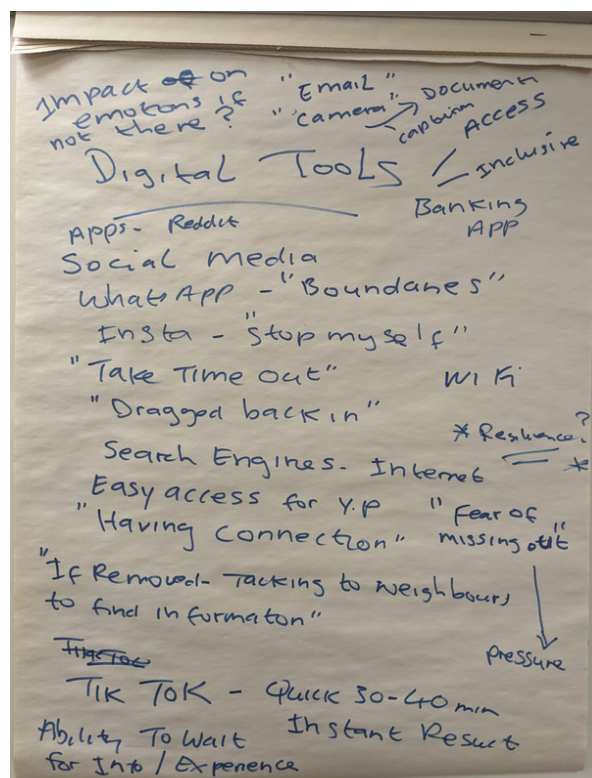 Impact on "Email"
emotions if "camera" → Document
not there? capturing Access
Digital Tools Inclusive
Banking
App
Apps - Reddit
Social media
WhatsApp - "Boundaries"
Insta - "stop myself"
"Take Time out" WiFi
"Dragged back in"
* Resilience? *
Search Engines - Internet
Easy access for Y.P "Fear of
"Having connection" missing out"
"If Removed - Talking to neighbours
to find informaton"
pressure
Tik Tok - Quick 30-40 min
Instant Result
Ability To Wait
for Info / Experience